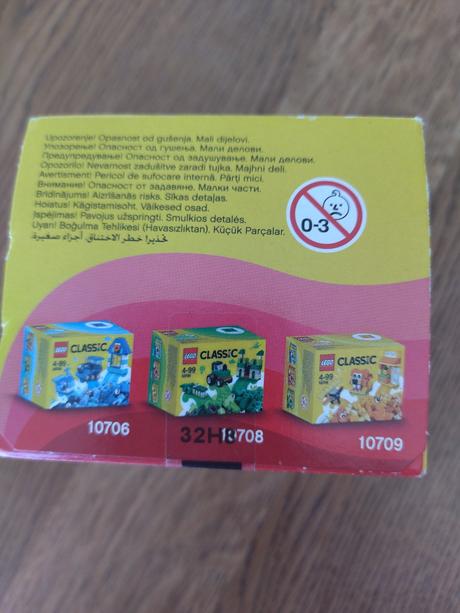 Upozorenje! Opasnost od gušenja. Mali dijelovi.
Упозорење! Опасност од гушења. Мали делови.
Предупредување! Опасност од задушување. Мали делови.
Opozorilo! Nevarnost zadušitve zaradi tujka. Majhni deli.
Avertisment! Pericol de sufocare internă. Părți mici.
Внимание! Опасност от задавяне. Малки части.
Brīdinājums! Aizrīšanās risks. Sīkas detaļas.
Hoiatus! Kägistamisoht. Väikesed osad.
Įspėjimas! Pavojus užspringti. Smulkios detalės.
Uyarı! Boğulma Tehlikesi (Havasızlıktan). Küçük Parçalar.
تحذير! خطر الاختناق. أجزاء صغيرة.
0-3
LEGO CLASSIC
4-99
LEGO CLASSIC
4-99
LEGO CLASSIC
4-99
10706
32H 10708
10709